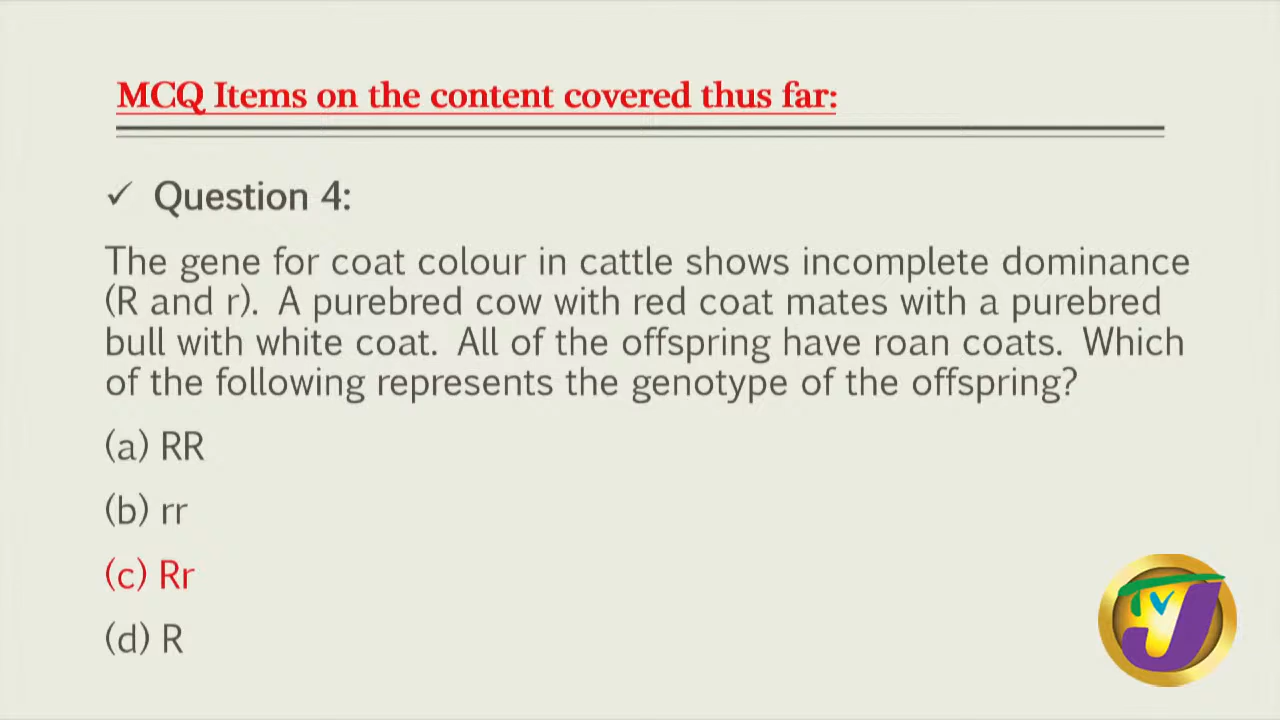 MCQ Items on the content covered thus far:
✓ Question 4:
The gene for coat colour in cattle shows incomplete dominance
(R and r). A purebred cow with red coat mates with a purebred
bull with white coat. All of the offspring have roan coats. Which
of the following represents the genotype of the offspring?
(a) RR
(b) rr
(c) Rr
(d) R
TVJ